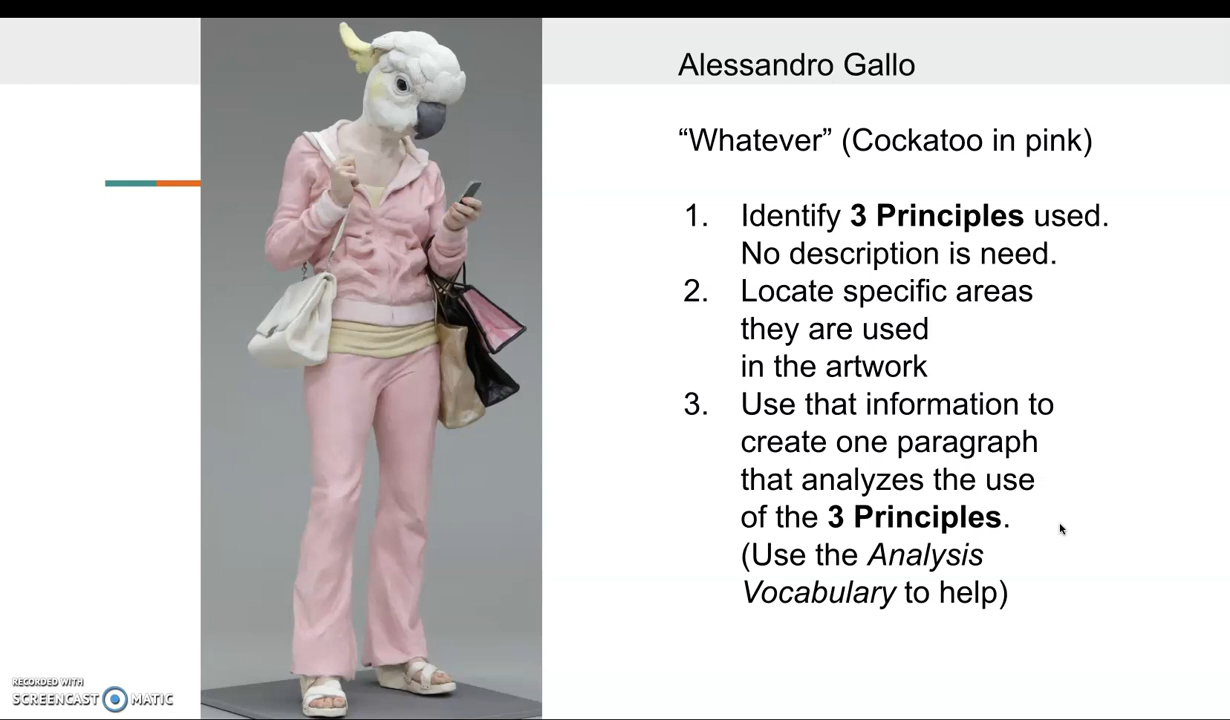 Alessandro Gallo
“Whatever” (Cockatoo in pink)
1. Identify 3 Principles used.
No description is need.
2. Locate specific areas
they are used
in the artwork
3. Use that information to
create one paragraph
that analyzes the use
of the 3 Principles.
(Use the Analysis
Vocabulary to help)
RECORDED WITH
SCREENCAST MATIC